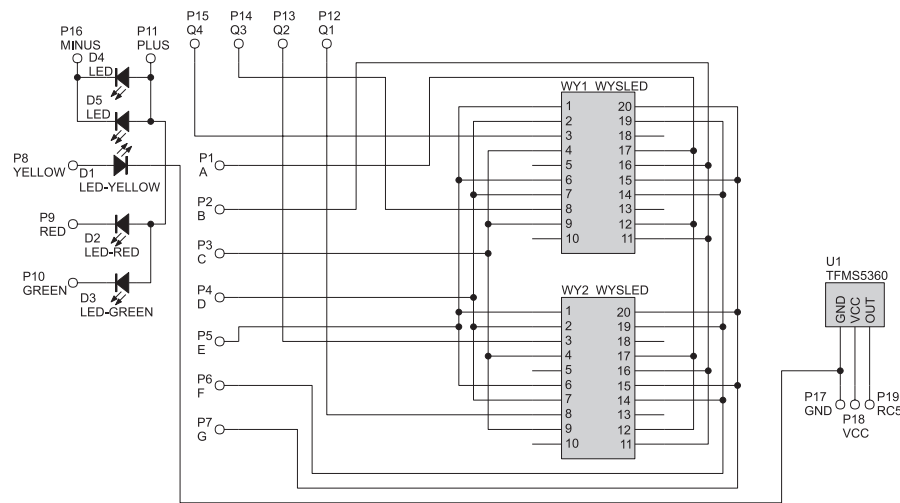 P15
Q4
P14
Q3
P13
Q2
P12
Q1
P16
MINUS
P11
PLUS
D4
LED
D5
LED
P8
YELLOW
D1
LED-YELLOW
P9
RED
D2
LED-RED
P10
GREEN
D3
LED-GREEN
P1
A
P2
B
P3
C
P4
D
P5
E
P6
F
P7
G
WY1 WYSLED
1 20
2 19
3 18
4 17
5 16
6 15
7 14
8 13
9 12
10 11
WY2 WYSLED
1 20
2 19
3 18
4 17
5 16
6 15
7 14
8 13
9 12
10 11
U1
TFMS5360
GND
VCC
OUT
P17
GND
P18
VCC
P19
RC5